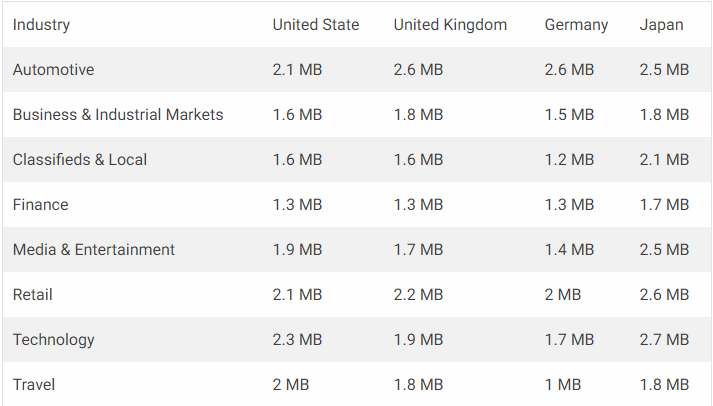 Industry United State United Kingdom Germany Japan
Automotive 2.1 MB 2.6 MB 2.6 MB 2.5 MB
Business & Industrial Markets 1.6 MB 1.8 MB 1.5 MB 1.8 MB
Classifieds & Local 1.6 MB 1.6 MB 1.2 MB 2.1 MB
Finance 1.3 MB 1.3 MB 1.3 MB 1.7 MB
Media & Entertainment 1.9 MB 1.7 MB 1.4 MB 2.5 MB
Retail 2.1 MB 2.2 MB 2 MB 2.6 MB
Technology 2.3 MB 1.9 MB 1.7 MB 2.7 MB
Travel 2 MB 1.8 MB 1 MB 1.8 MB